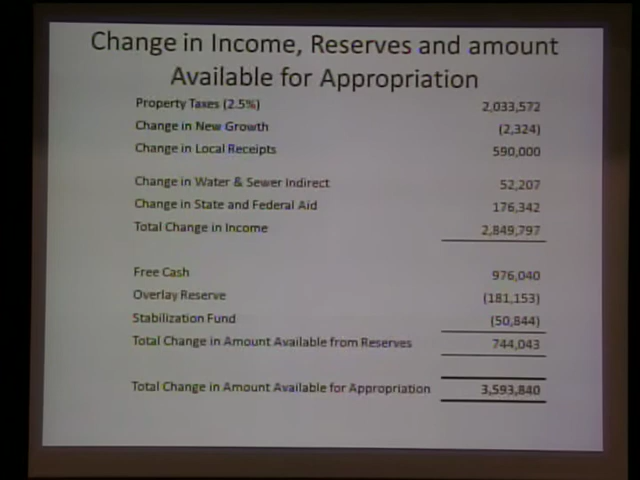 Change in Income, Reserves and amount
Available for Appropriation
Property Taxes (2.5%) 2,033,572
Change in New Growth (2,324)
Change in Local Receipts 590,000
Change in Water & Sewer Indirect 52,207
Change in State and Federal Aid 176,342
Total Change in Income 2,849,797
Free Cash 976,040
Overlay Reserve (181,153)
Stabilization Fund (50,844)
Total Change in Amount Available from Reserves 744,043
Total Change in Amount Available for Appropriation 3,593,840